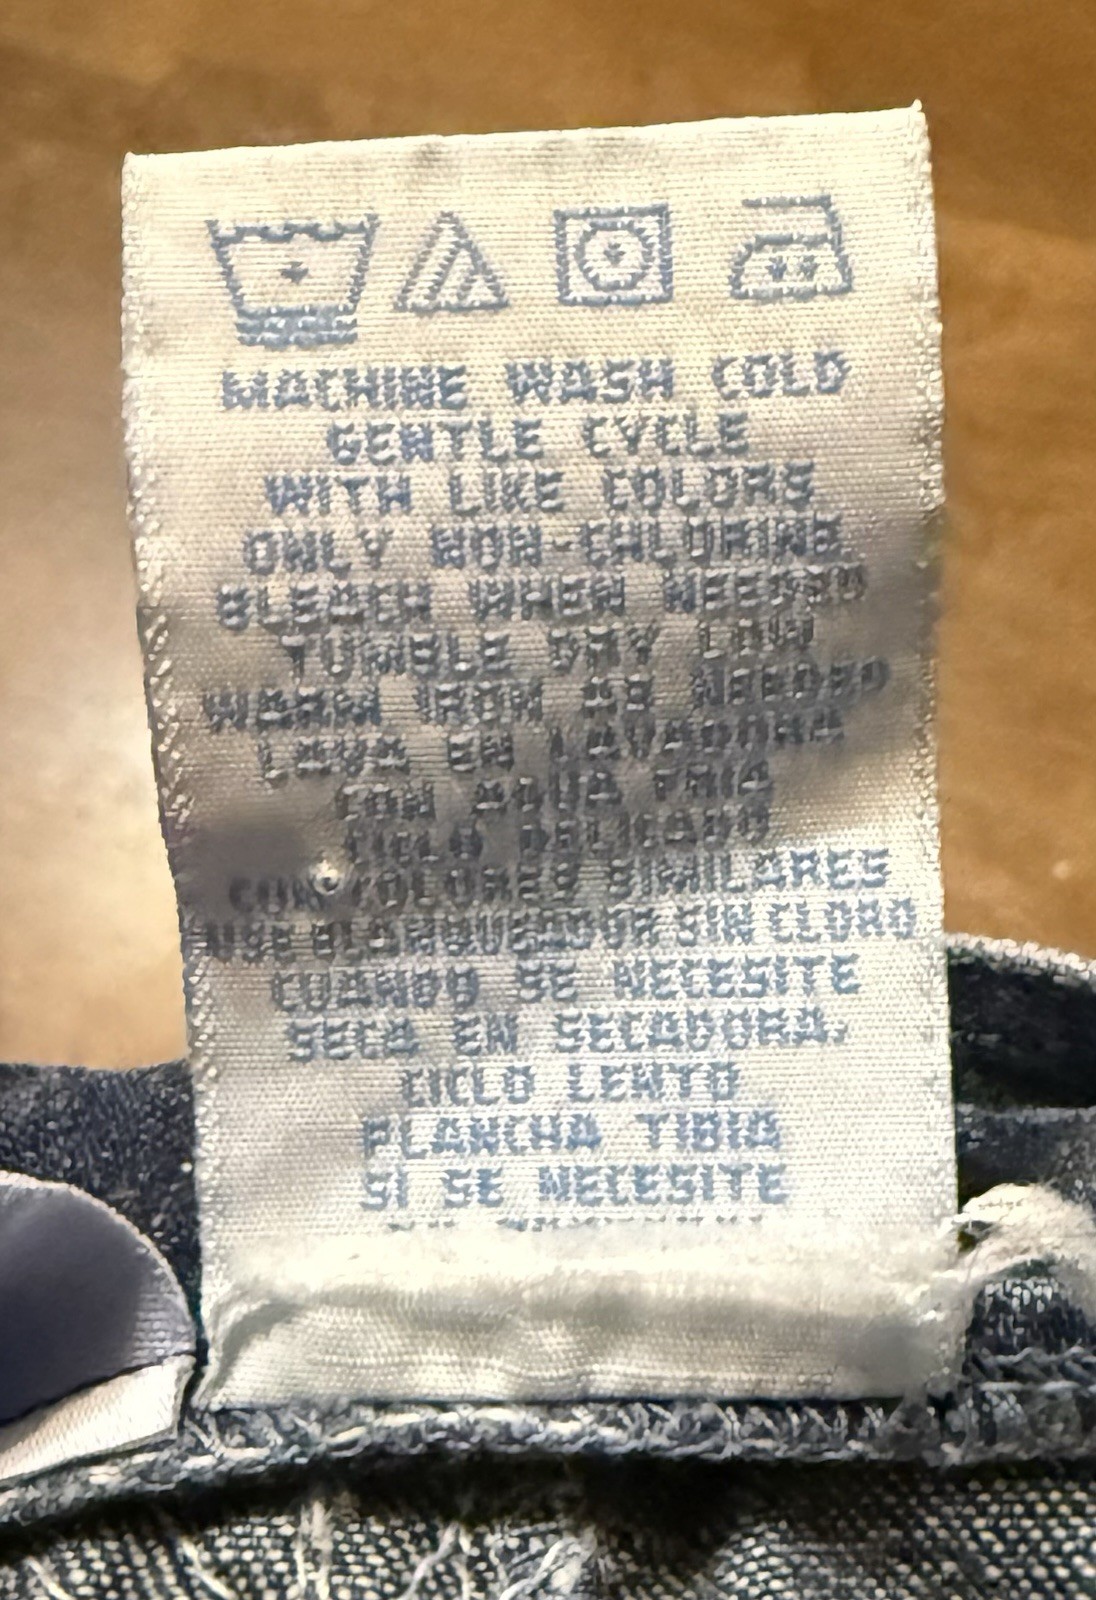 MACHINE WASH COLD
GENTLE CYCLE
WITH LIKE COLORS
ONLY NON-CHLORINE
BLEACH WHEN NEEDED
TUMBLE DRY LOW
WARM IRON AS NEEDED
LAVA EN LAVADORA
CON AGUA FRIA
CICLO DELICADO
CON COLORES SIMILARES
USE BLANQUEADOR SIN CLORO
CUANDO SE NECESITE
SECA EN SECADORA,
CICLO LENTO
PLANCHA TIBIA
SI SE NECESITE